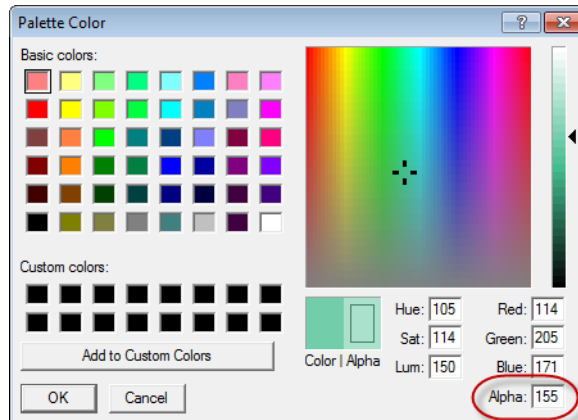 Palette Color
Basic colors:
Custom colors:
Add to Custom Colors
OK
Cancel
Color | Alpha
Hue: 105
Sat: 114
Lum: 150
Red: 114
Green: 205
Blue: 171
Alpha: 155